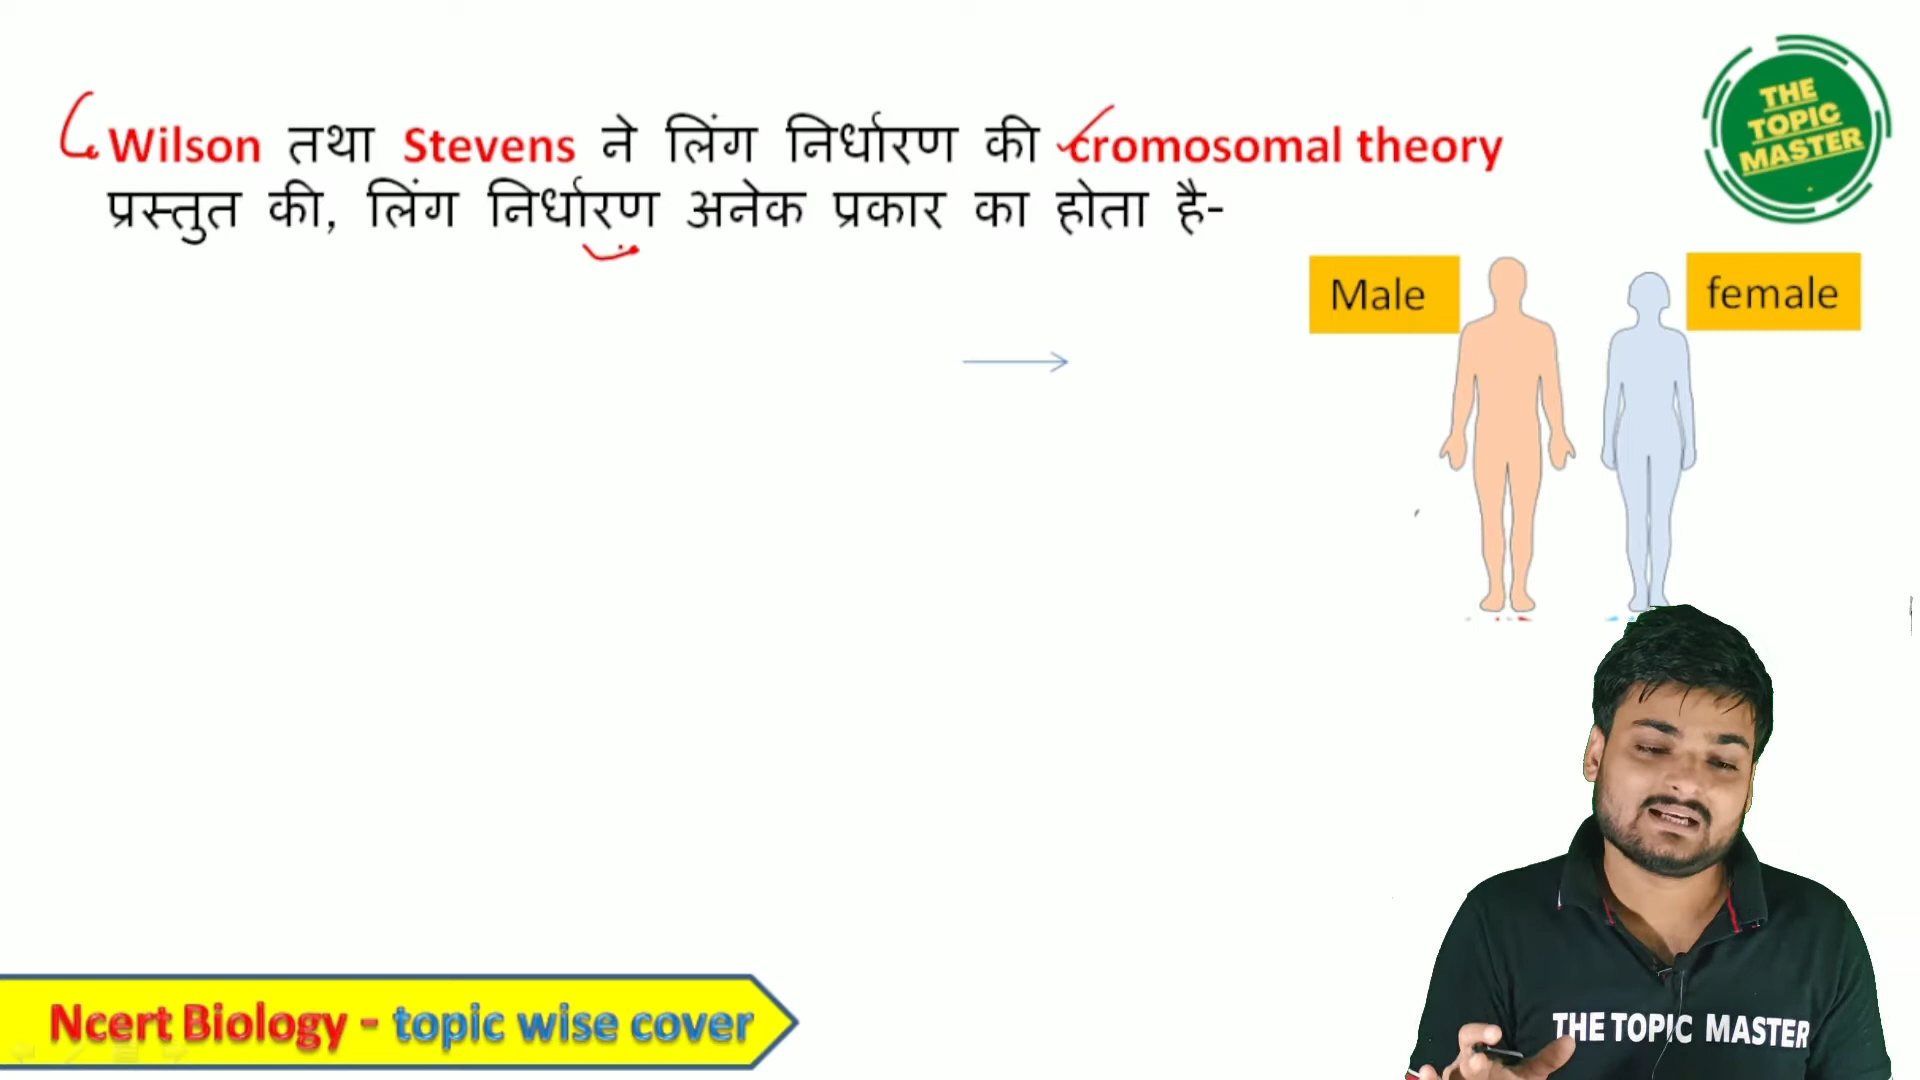 Wilson तथा Stevens ने लिंग निर्धारण की cromosomal theory
प्रस्तुत की, लिंग निर्धारण अनेक प्रकार का होता है-
THE
TOPIC
MASTER
Male
female
THE TOPIC MASTER
Ncert Biology - topic wise cover